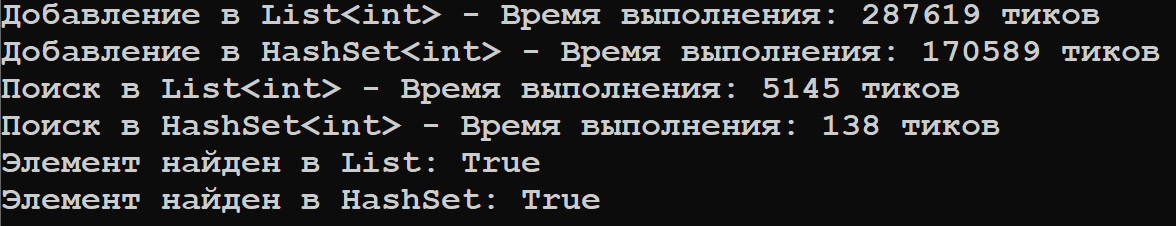 Добавление в List<int> - Время выполнения: 287619 тиков
Добавление в HashSet<int> - Время выполнения: 170589 тиков
Поиск в List<int> - Время выполнения: 5145 тиков
Поиск в HashSet<int> - Время выполнения: 138 тиков
Элемент найден в List: True
Элемент найден в HashSet: True